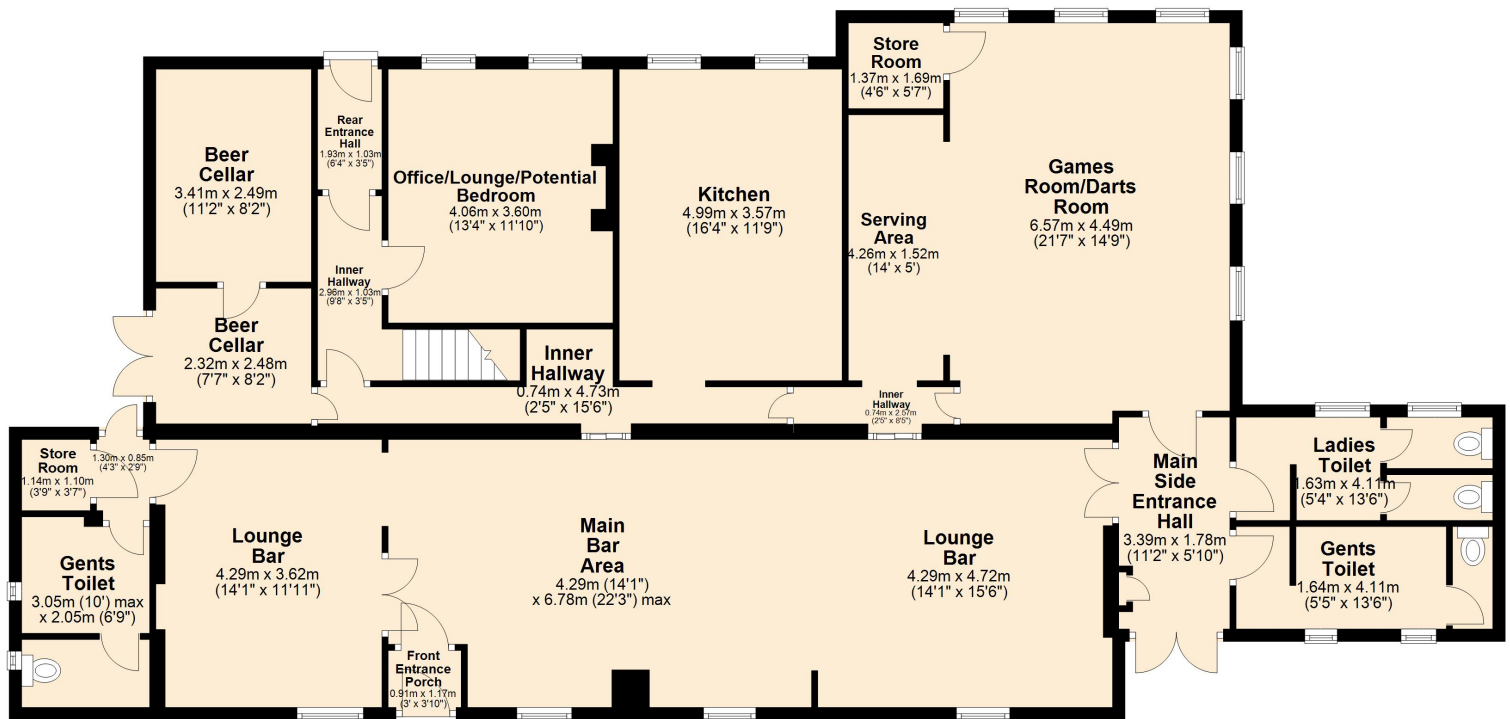 Store
Room
1.37m x 1.69m
(4'6" x 5'7")
Beer
Cellar
3.41m x 2.49m
(11'2" x 8'2")
Rear
Entrance
Hall
1.93m x 1.03m
(6'4" x 3'5")
Office/Lounge/Potential
Bedroom
4.06m x 3.60m
(13'4" x 11'10")
Kitchen
4.99m x 3.57m
(16'4" x 11'9")
Serving
Area
4.26m x 1.52m
(14' x 5')
Games
Room/Darts
Room
6.57m x 4.49m
(21'7" x 14'9")
Inner
Hallway
2.96m x 1.03m
(9'8" x 3'5")
Beer
Cellar
2.32m x 2.48m
(7'7" x 8'2")
Inner
Hallway
0.74m x 4.73m
(2'5" x 15'6")
Inner
Hallway
0.74m x 2.57m
(2'5" x 8'5")
Store
Room
1.14m x 1.10m
(3'9" x 3'7")
1.30m x 0.85m
(4'3" x 2'9")
Gents
Toilet
3.05m (10') max
x 2.05m (6'9")
Lounge
Bar
4.29m x 3.62m
(14'1" x 11'11")
Main
Bar
Area
4.29m (14'1")
x 6.78m (22'3") max
Front
Entrance
Porch
0.91m x 1.17m
(3' x 3'10")
Lounge
Bar
4.29m x 4.72m
(14'1" x 15'6")
Main
Side
Entrance
Hall
3.39m x 1.78m
(11'2" x 5'10")
Ladies
Toilet
1.63m x 4.11m
(5'4" x 13'6")
Gents
Toilet
1.64m x 4.11m
(5'5" x 13'6")